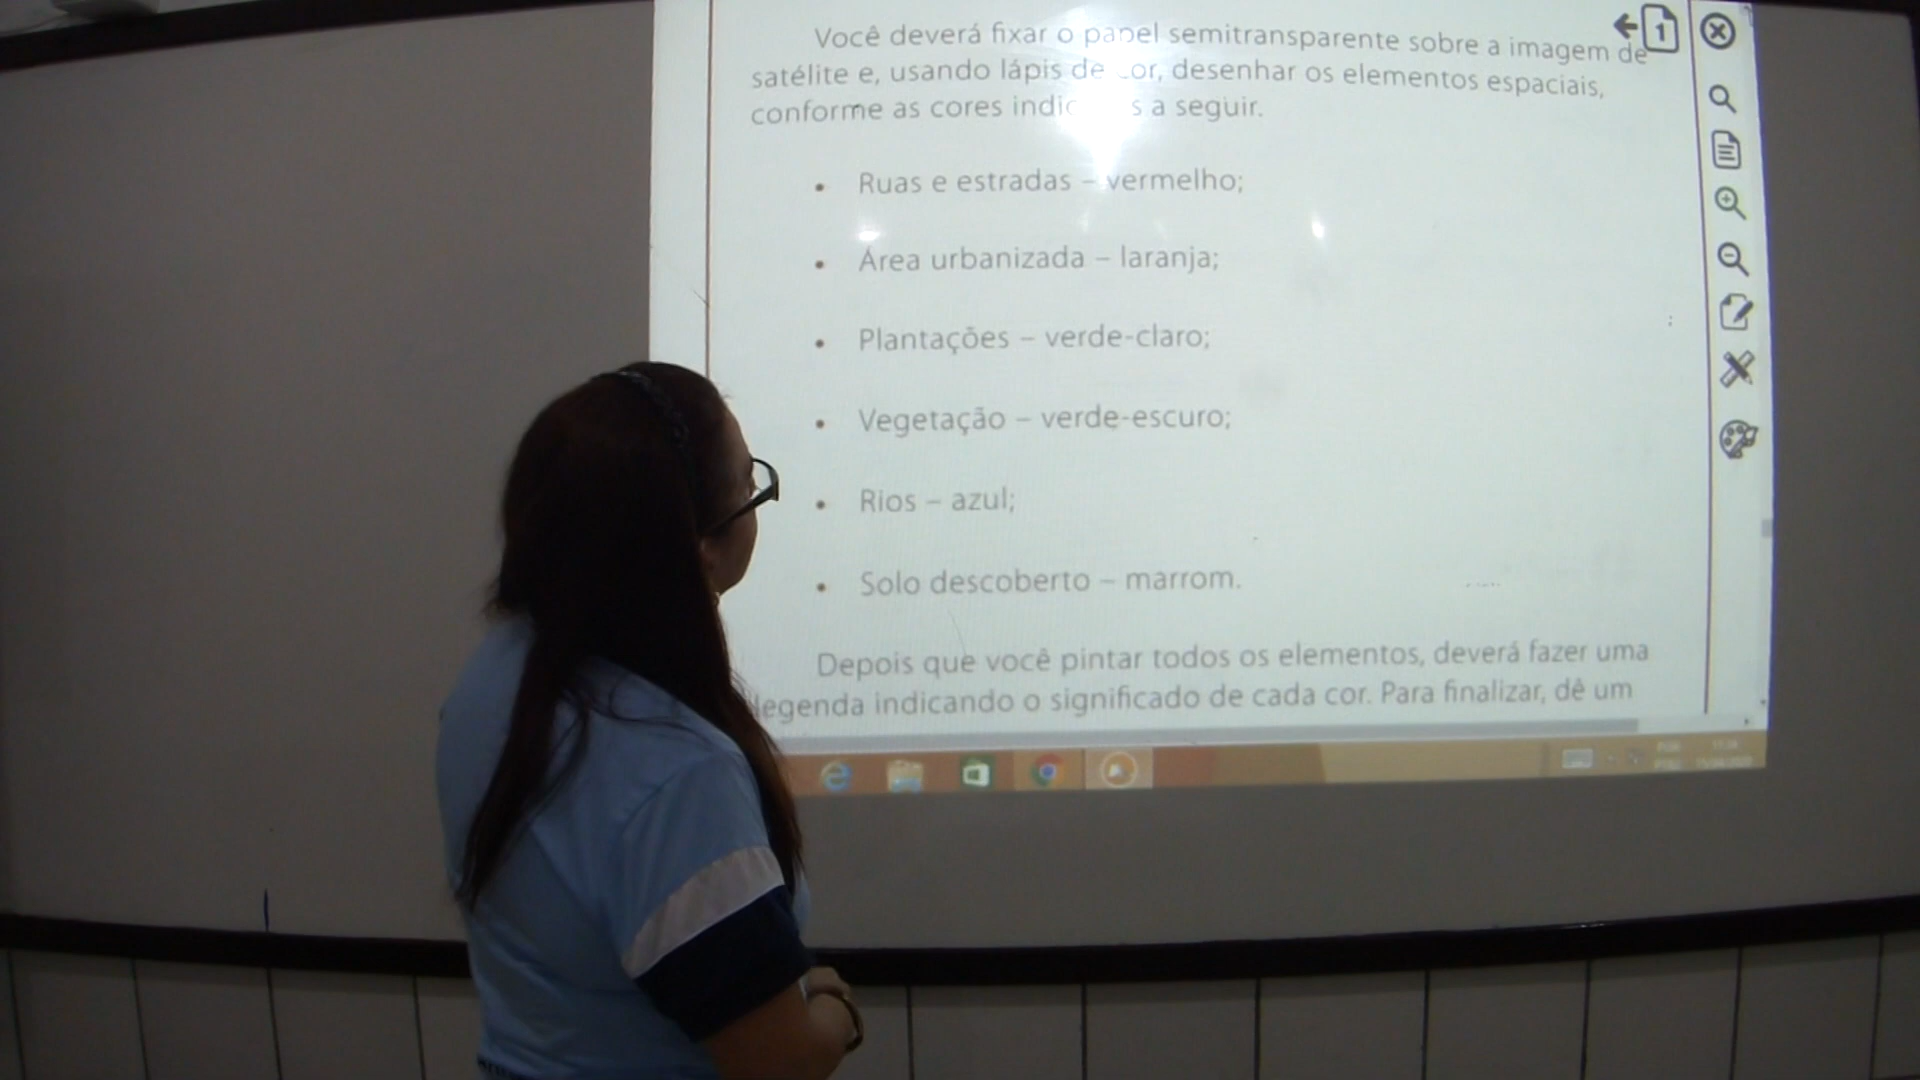 1
Você deverá fixar o papel semitransparente sobre a imagem de
satélite e, usando lápis de cor, desenhar os elementos espaciais,
conforme as cores s a seguir.
• Ruas e estradas – vermelho;
• Área urbanizada – laranja;
• Plantações – verde-claro;
• Vegetação – verde-escuro;
• Rios – azul;
• Solo descoberto – marrom.
Depois que você pintar todos os elementos, deverá fazer uma
legenda indicando o significado de cada cor. Para finalizar, dê um